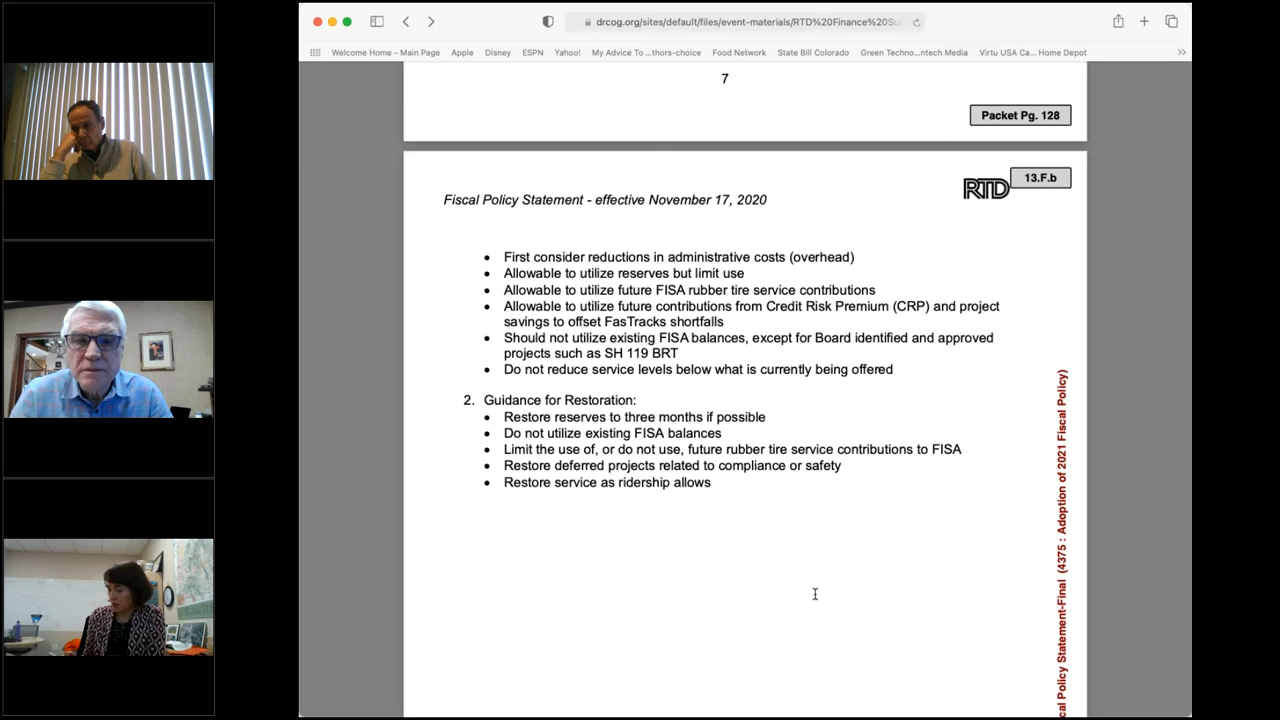 drcog.org/sites/default/files/event-materials/RTD%20Finance%20Su
Welcome Home – Main Page Apple Disney ESPN Yahoo! My Advice To ...thors-choice Food Network State Bill Colorado Green Techno...ntech Media Virtu USA Ca... Home Depot
7
Packet Pg. 128
13.F.b
RTD
Fiscal Policy Statement - effective November 17, 2020
• First consider reductions in administrative costs (overhead)
• Allowable to utilize reserves but limit use
• Allowable to utilize future FISA rubber tire service contributions
• Allowable to utilize future contributions from Credit Risk Premium (CRP) and project
savings to offset FasTracks shortfalls
• Should not utilize existing FISA balances, except for Board identified and approved
projects such as SH 119 BRT
• Do not reduce service levels below what is currently being offered
2. Guidance for Restoration:
• Restore reserves to three months if possible
• Do not utilize existing FISA balances
• Limit the use of, or do not use, future rubber tire service contributions to FISA
• Restore deferred projects related to compliance or safety
• Restore service as ridership allows
cal Policy Statement-Final (4375 : Adoption of 2021 Fiscal Policy)